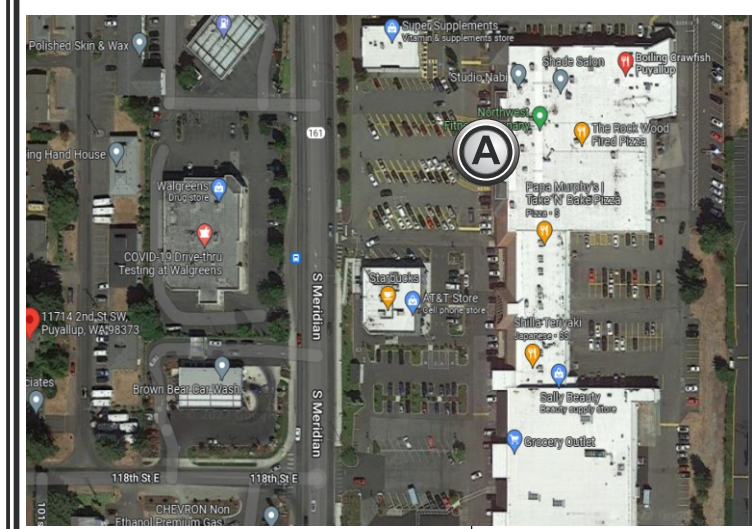 Polished Skin & Wax
Super Supplements
Vitamin & supplements store
Studio Nabi
Shade Salon
Boiling Crawfish
Puyallup
161
Northwest
A
The Rock Wood
Fired Pizza
ing Hand House
Walgreens
Drug store
Papa Murphy's |
Take 'N' Bake Pizza
COVID-19 Drive-thru
Testing at Walgreens
S Meridian
Starbucks
AT&T Store
Cell phone store
11714 2nd St SW,
Puyallup, WA 98373
Shilla Teriyaki
Japanese • $$
ciates
Brown Bear Car Wash
S Meridian
Sally Beauty
Beauty supply store
Grocery Outlet
118th St E
118th St E
CHEVRON Non
Ethanol Premium Gas